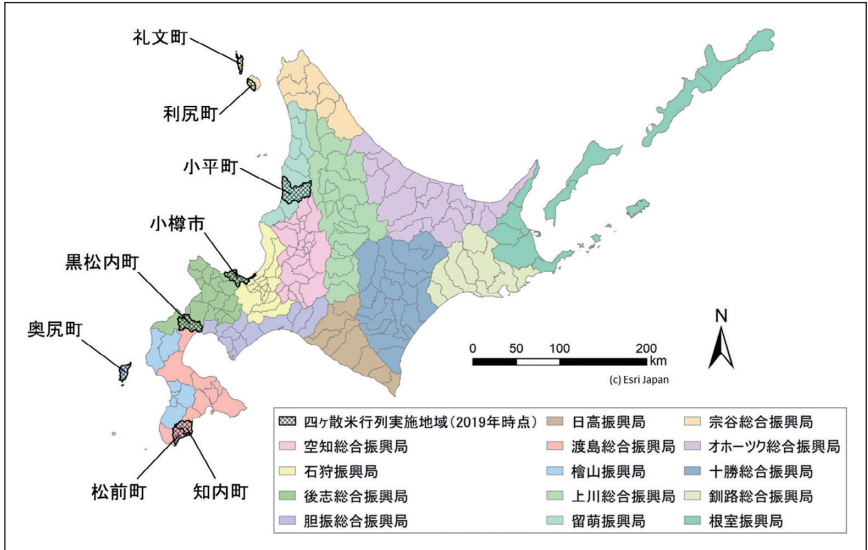 礼文町
利尻町
小平町
小樽市
黒松内町
奥尻町
松前町
知内町
N
0 50 100 200
km
(c) Esri Japan
四ヶ散米行列実施地域(2019年時点)
空知総合振興局
石狩振興局
後志総合振興局
胆振総合振興局
日高振興局
渡島総合振興局
檜山振興局
上川総合振興局
留萌振興局
宗谷総合振興局
オホーツク総合振興局
十勝総合振興局
釧路総合振興局
根室振興局